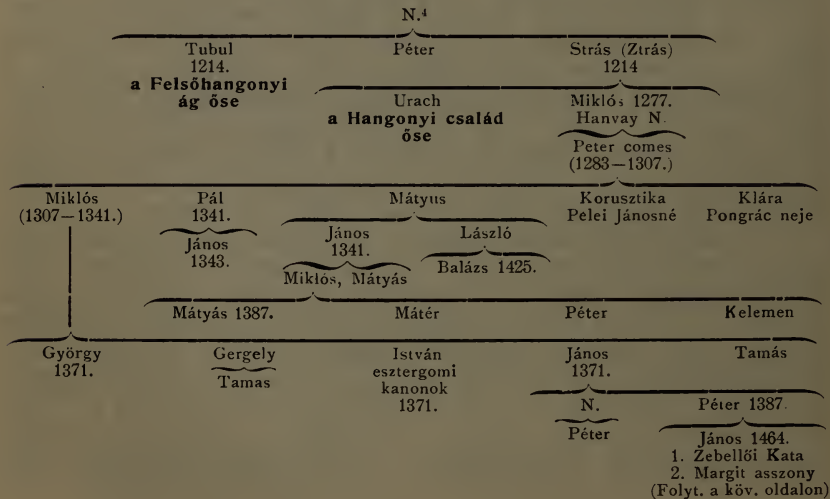 N.⁴
Tubul Péter Strás (Ztrás)
1214. 1214
a Felsőhangonyi
ág őse
Urach Miklós 1277.
a Hangonyi család Hanvay N.
őse
Peter comes
(1283—1307.)
Miklós Pál Mátyus Korusztika Klára
(1307—1341.) 1341. Pelei Jánosné Pongrác neje
János János László
1343. 1341.
Miklós, Mátyás Balázs 1425.
Mátyás 1387. Mátér Péter Kelemen
György Gergely István János Tamás
1371. Tamas esztergomi 1371.
kanonok
1371.
N. Péter 1387.
Péter János 1464.
1. Zebellői Kata
2. Margit asszony
(Folyt. a köv. oldalon)